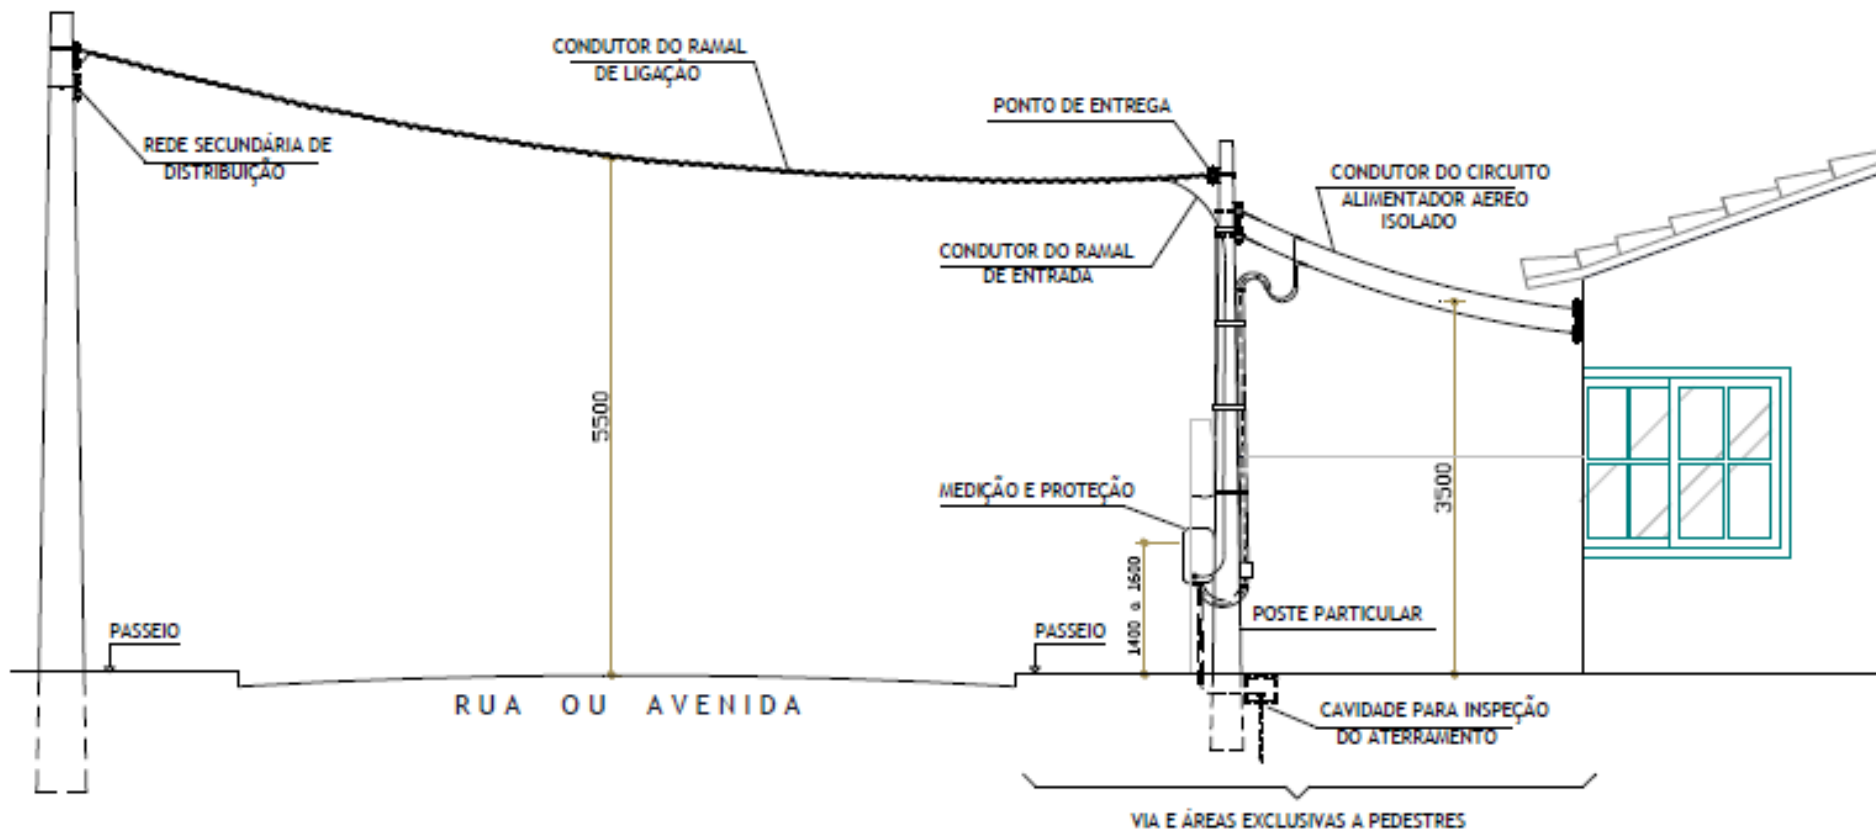 CONDUTOR DO RAMAL
DE LIGAÇÃO
PONTO DE ENTREGA
REDE SECUNDÁRIA DE
DISTRIBUIÇÃO
CONDUTOR DO CIRCUITO
ALIMENTADOR AEREO
ISOLADO
CONDUTOR DO RAMAL
DE ENTRADA
5500
3500
MEDIÇÃO E PROTEÇÃO
1400 a 1600
PASSEIO
PASSEIO
POSTE PARTICULAR
RUA OU AVENIDA
CAVIDADE PARA INSPEÇÃO
DO ATERRAMENTO
VIA E ÁREAS EXCLUSIVAS A PEDESTRES